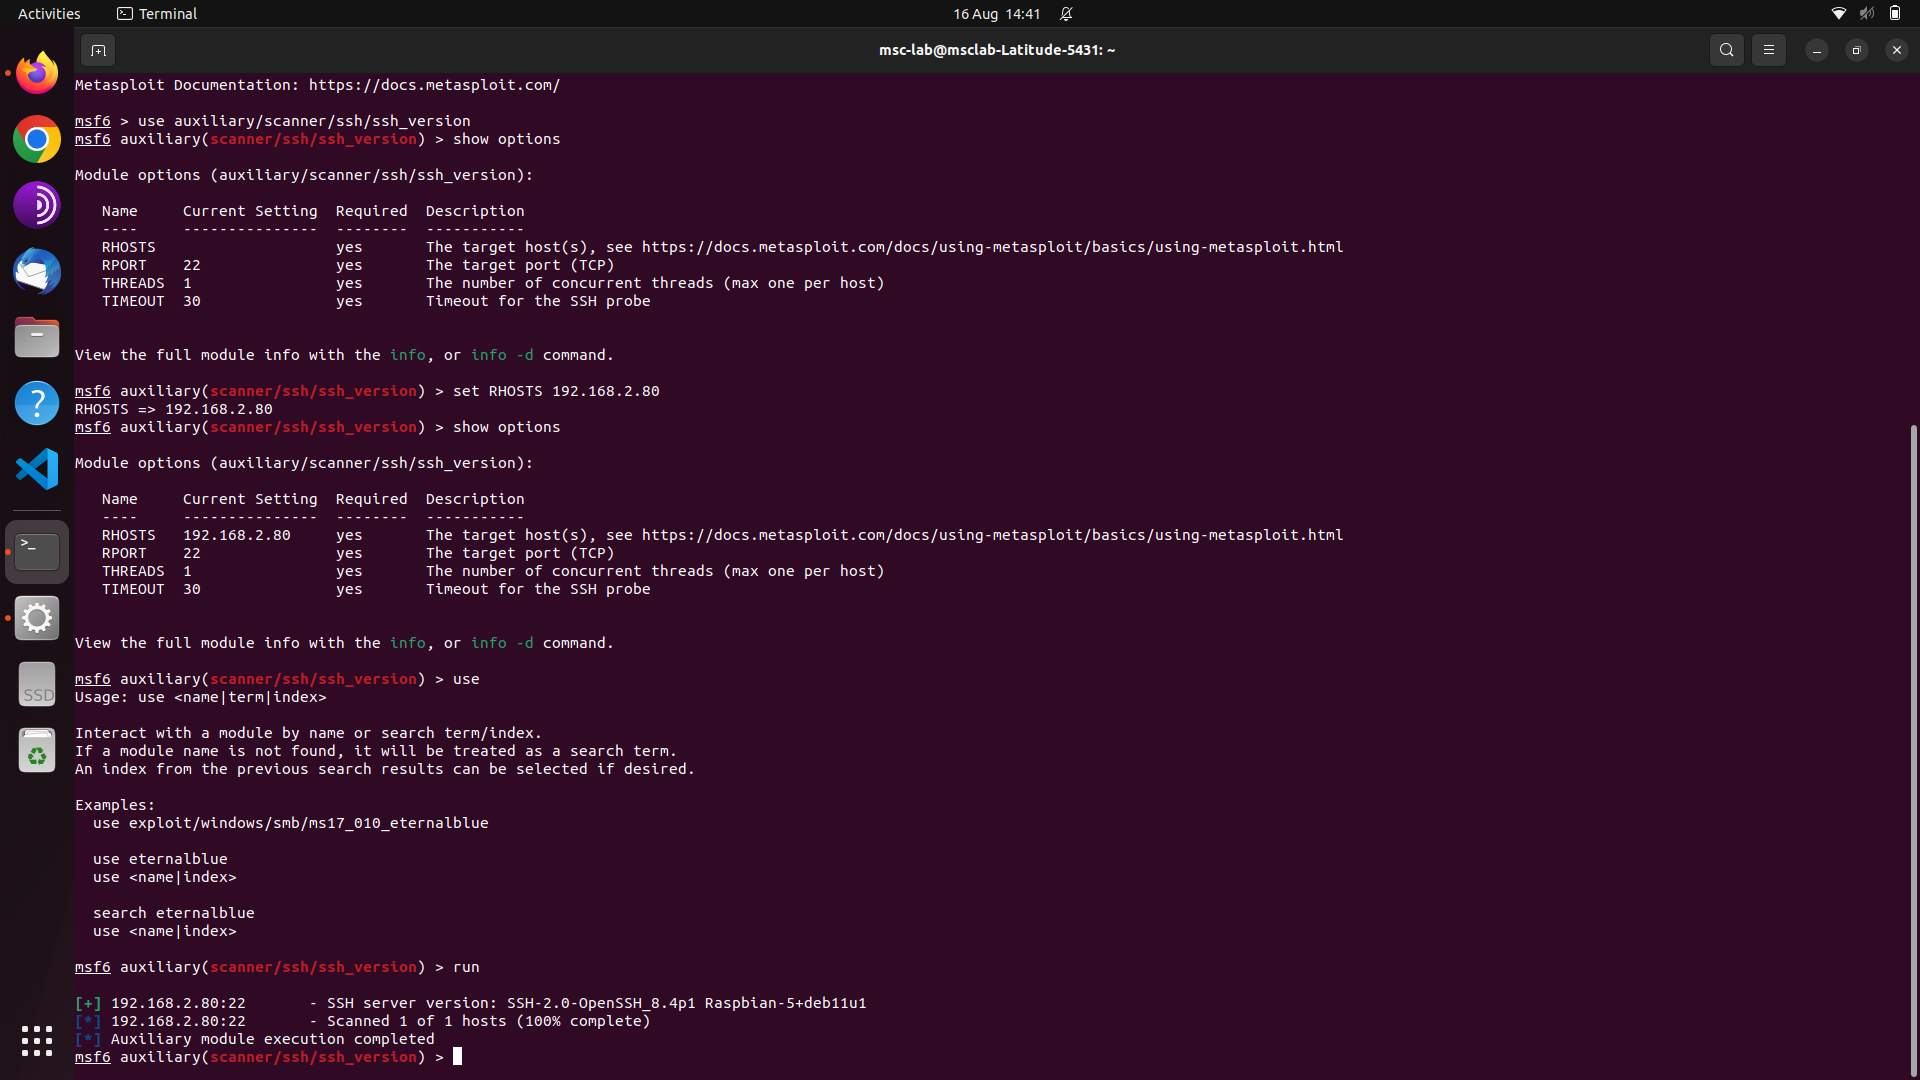 Activities
Terminal
16 Aug 14:41
msc-lab@msclab-Latitude-5431: ~
Metasploit Documentation: https://docs.metasploit.com/
msf6 > use auxiliary/scanner/ssh/ssh_version
msf6 auxiliary(scanner/ssh/ssh_version) > show options
Module options (auxiliary/scanner/ssh/ssh_version):
Name Current Setting Required Description
---- --------------- -------- -----------
RHOSTS yes The target host(s), see https://docs.metasploit.com/docs/using-metasploit/basics/using-metasploit.html
RPORT 22 yes The target port (TCP)
THREADS 1 yes The number of concurrent threads (max one per host)
TIMEOUT 30 yes Timeout for the SSH probe
View the full module info with the info, or info -d command.
msf6 auxiliary(scanner/ssh/ssh_version) > set RHOSTS 192.168.2.80
RHOSTS => 192.168.2.80
msf6 auxiliary(scanner/ssh/ssh_version) > show options
Module options (auxiliary/scanner/ssh/ssh_version):
Name Current Setting Required Description
---- --------------- -------- -----------
RHOSTS 192.168.2.80 yes The target host(s), see https://docs.metasploit.com/docs/using-metasploit/basics/using-metasploit.html
RPORT 22 yes The target port (TCP)
THREADS 1 yes The number of concurrent threads (max one per host)
TIMEOUT 30 yes Timeout for the SSH probe
View the full module info with the info, or info -d command.
msf6 auxiliary(scanner/ssh/ssh_version) > use
Usage: use <name|term|index>
Interact with a module by name or search term/index.
If a module name is not found, it will be treated as a search term.
An index from the previous search results can be selected if desired.
Examples:
use exploit/windows/smb/ms17_010_eternalblue
use eternalblue
use <name|index>
search eternalblue
use <name|index>
msf6 auxiliary(scanner/ssh/ssh_version) > run
[+] 192.168.2.80:22 - SSH server version: SSH-2.0-OpenSSH_8.4p1 Raspbian-5+deb11u1
[*] 192.168.2.80:22 - Scanned 1 of 1 hosts (100% complete)
[*] Auxiliary module execution completed
msf6 auxiliary(scanner/ssh/ssh_version) >
SSD